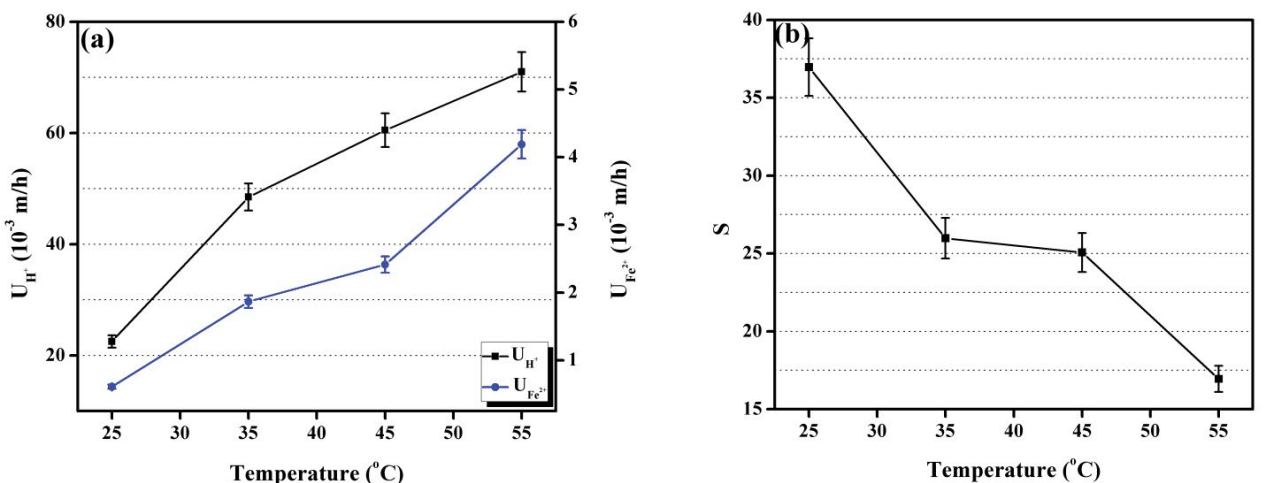 (a)
80
60
40
20
U_H⁺ (10⁻³ m/h)
6
5
4
3
2
1
U_Fe²⁺ (10⁻³ m/h)
25 30 35 40 45 50 55
Temperature (°C)
U_H⁺
U_Fe²⁺
(b)
40
35
30
25
20
15
S
25 30 35 40 45 50 55
Temperature (°C)